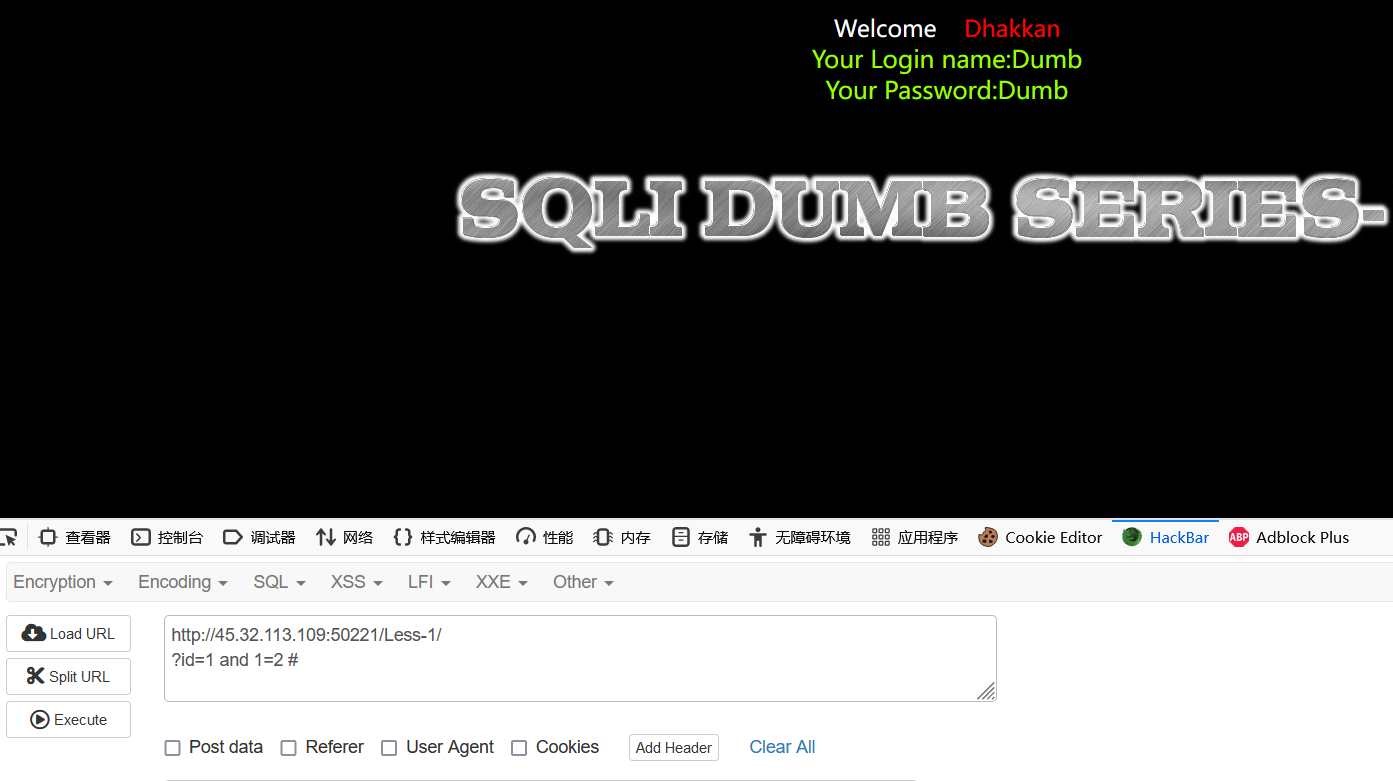 Welcome Dhakkan
Your Login name:Dumb
Your Password:Dumb
SQLI DUMB SERIES-
查看器 控制台 调试器 网络 样式编辑器 性能 内存 存储 无障碍环境 应用程序 Cookie Editor HackBar ABP Adblock Plus
Encryption Encoding SQL XSS LFI XXE Other
Load URL
http://45.32.113.109:50221/Less-1/
Split URL
?id=1 and 1=2 #
Execute
Post data Referer User Agent Cookies Add Header Clear All